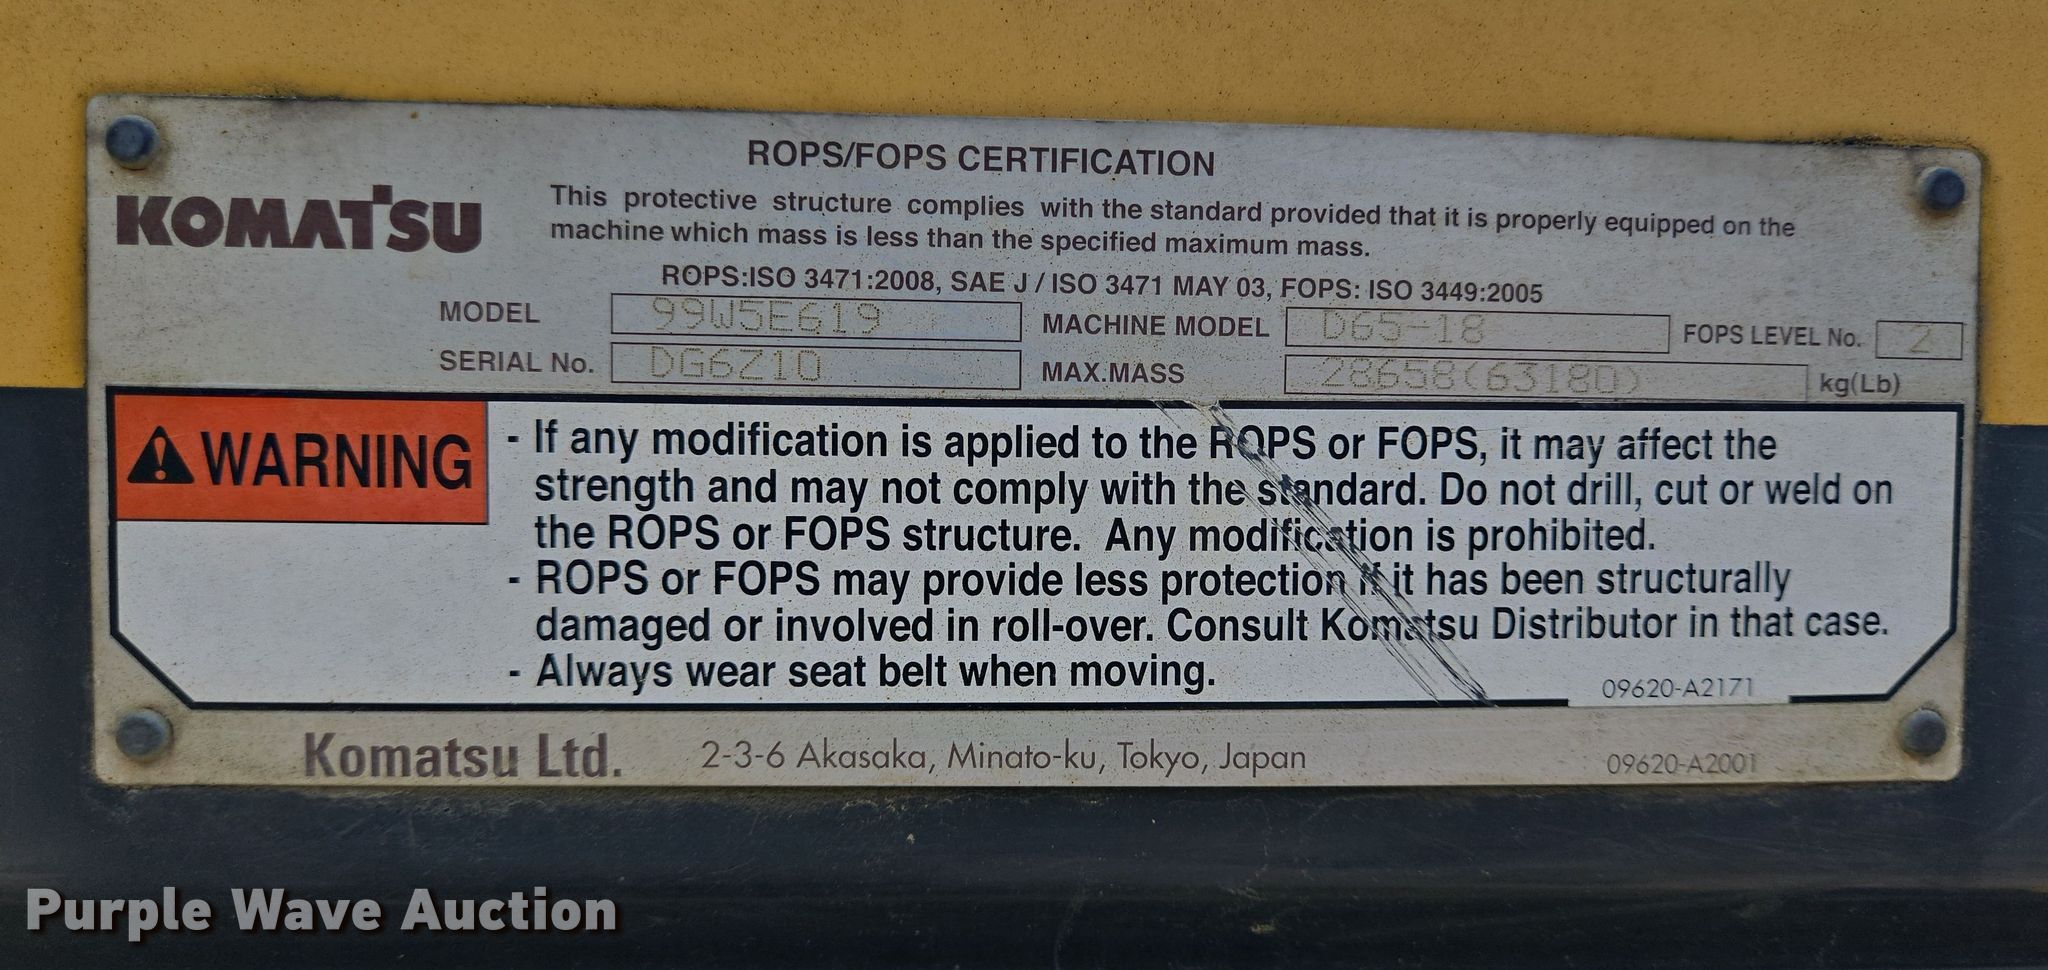 ROPS/FOPS CERTIFICATION
KOMATSU
This protective structure complies with the standard provided that it is properly equipped on the
machine which mass is less than the specified maximum mass.
ROPS:ISO 3471:2008, SAE J / ISO 3471 MAY 03, FOPS: ISO 3449:2005
MODEL 99W5E619 MACHINE MODEL D65-18 FOPS LEVEL No. 2
SERIAL No. DG6Z10 MAX.MASS 28658(63180) kg(Lb)
WARNING
- If any modification is applied to the ROPS or FOPS, it may affect the
strength and may not comply with the standard. Do not drill, cut or weld on
the ROPS or FOPS structure. Any modification is prohibited.
- ROPS or FOPS may provide less protection if it has been structurally
damaged or involved in roll-over. Consult Komatsu Distributor in that case.
- Always wear seat belt when moving.
09620-A2171
Komatsu Ltd. 2-3-6 Akasaka, Minato-ku, Tokyo, Japan 09620-A2001
Purple Wave Auction